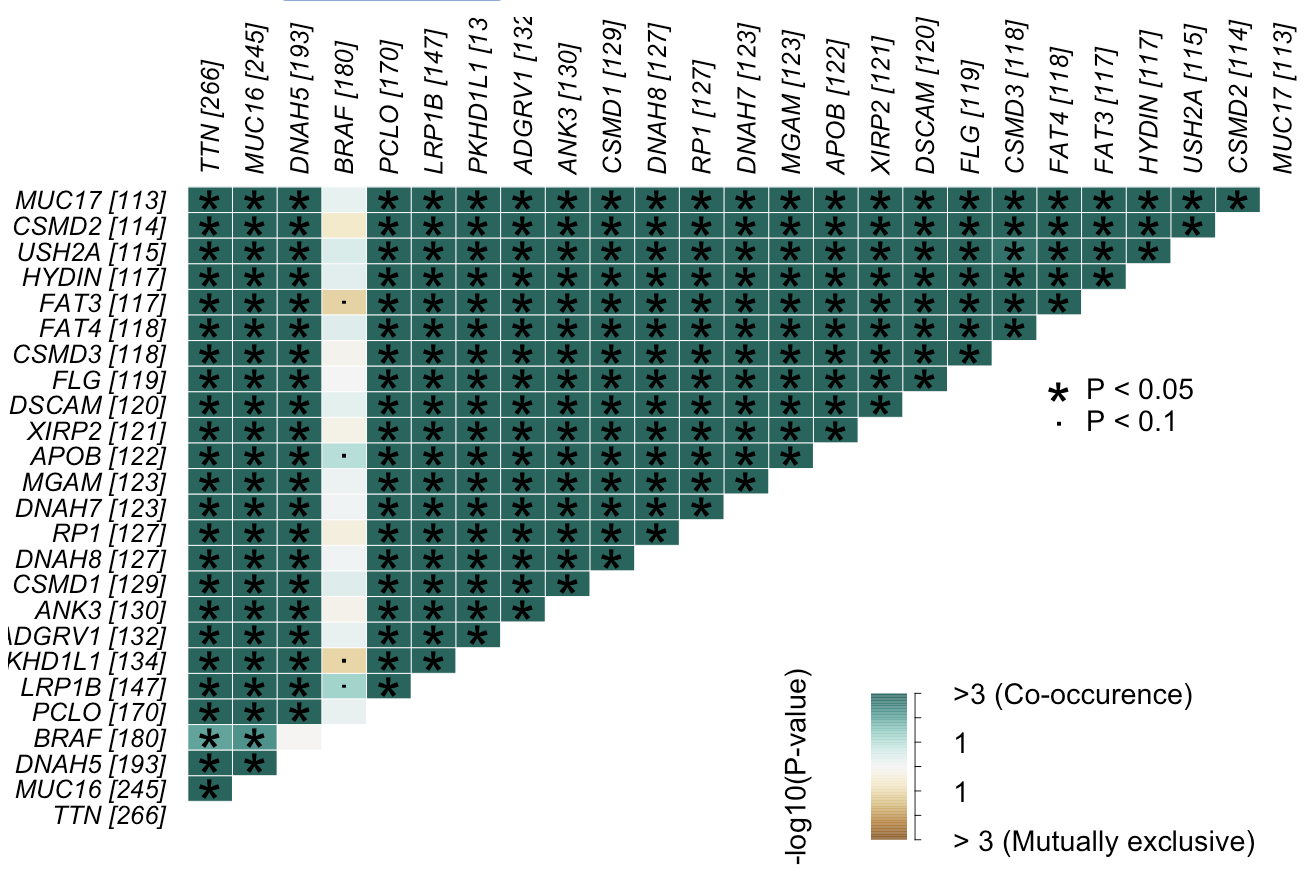 TTN [266]
MUC16 [245]
DNAH5 [193]
BRAF [180]
PCLO [170]
LRP1B [147]
PKHD1L1 [13
ADGRV1 [132
ANK3 [130]
CSMD1 [129]
DNAH8 [127]
RP1 [127]
DNAH7 [123]
MGAM [123]
APOB [122]
XIRP2 [121]
DSCAM [120]
FLG [119]
CSMD3 [118]
FAT4 [118]
FAT3 [117]
HYDIN [117]
USH2A [115]
CSMD2 [114]
MUC17 [113]
MUC17 [113]
CSMD2 [114]
USH2A [115]
HYDIN [117]
FAT3 [117]
FAT4 [118]
CSMD3 [118]
FLG [119]
DSCAM [120]
XIRP2 [121]
APOB [122]
MGAM [123]
DNAH7 [123]
RP1 [127]
DNAH8 [127]
CSMD1 [129]
ANK3 [130]
ADGRV1 [132]
KHD1L1 [134]
LRP1B [147]
PCLO [170]
BRAF [180]
DNAH5 [193]
MUC16 [245]
TTN [266]
* P < 0.05
· P < 0.1
-log10(P-value)
>3 (Co-occurence)
1
1
> 3 (Mutually exclusive)